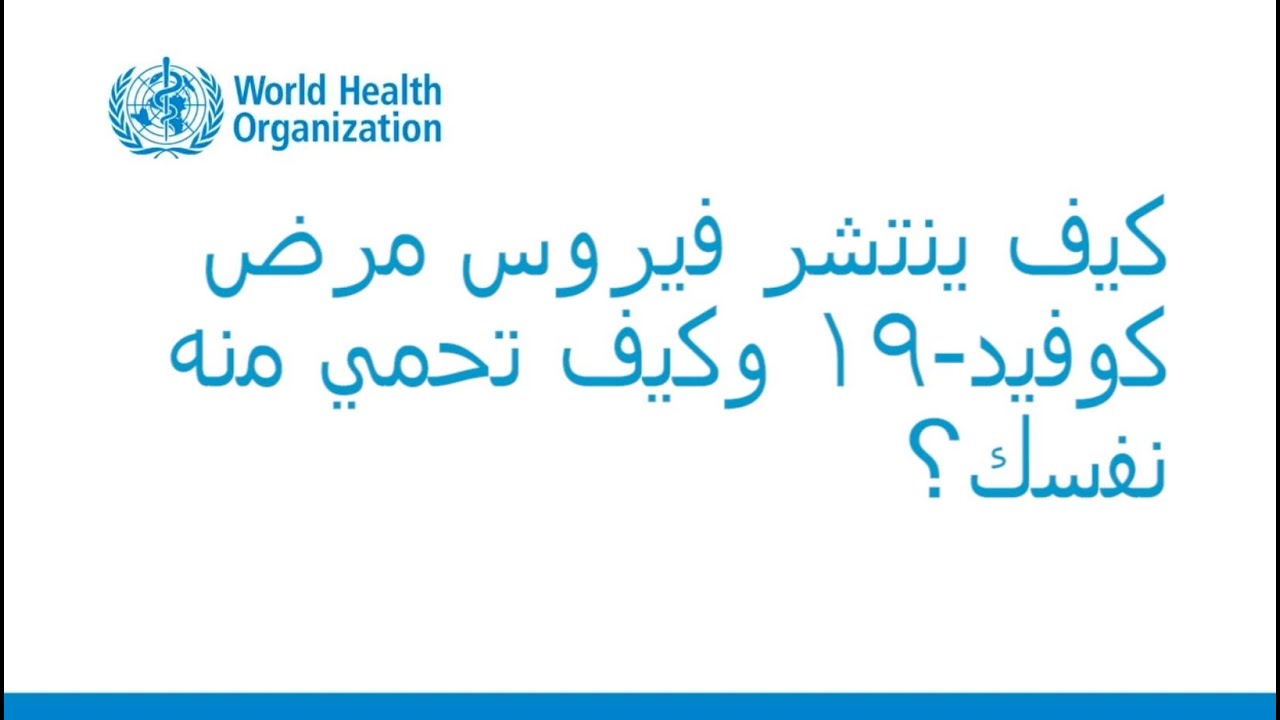 World Health
Organization
كيف ينتشر فيروس مرض
كوفيد-١٩ وكيف تحمي منه
نفسك؟